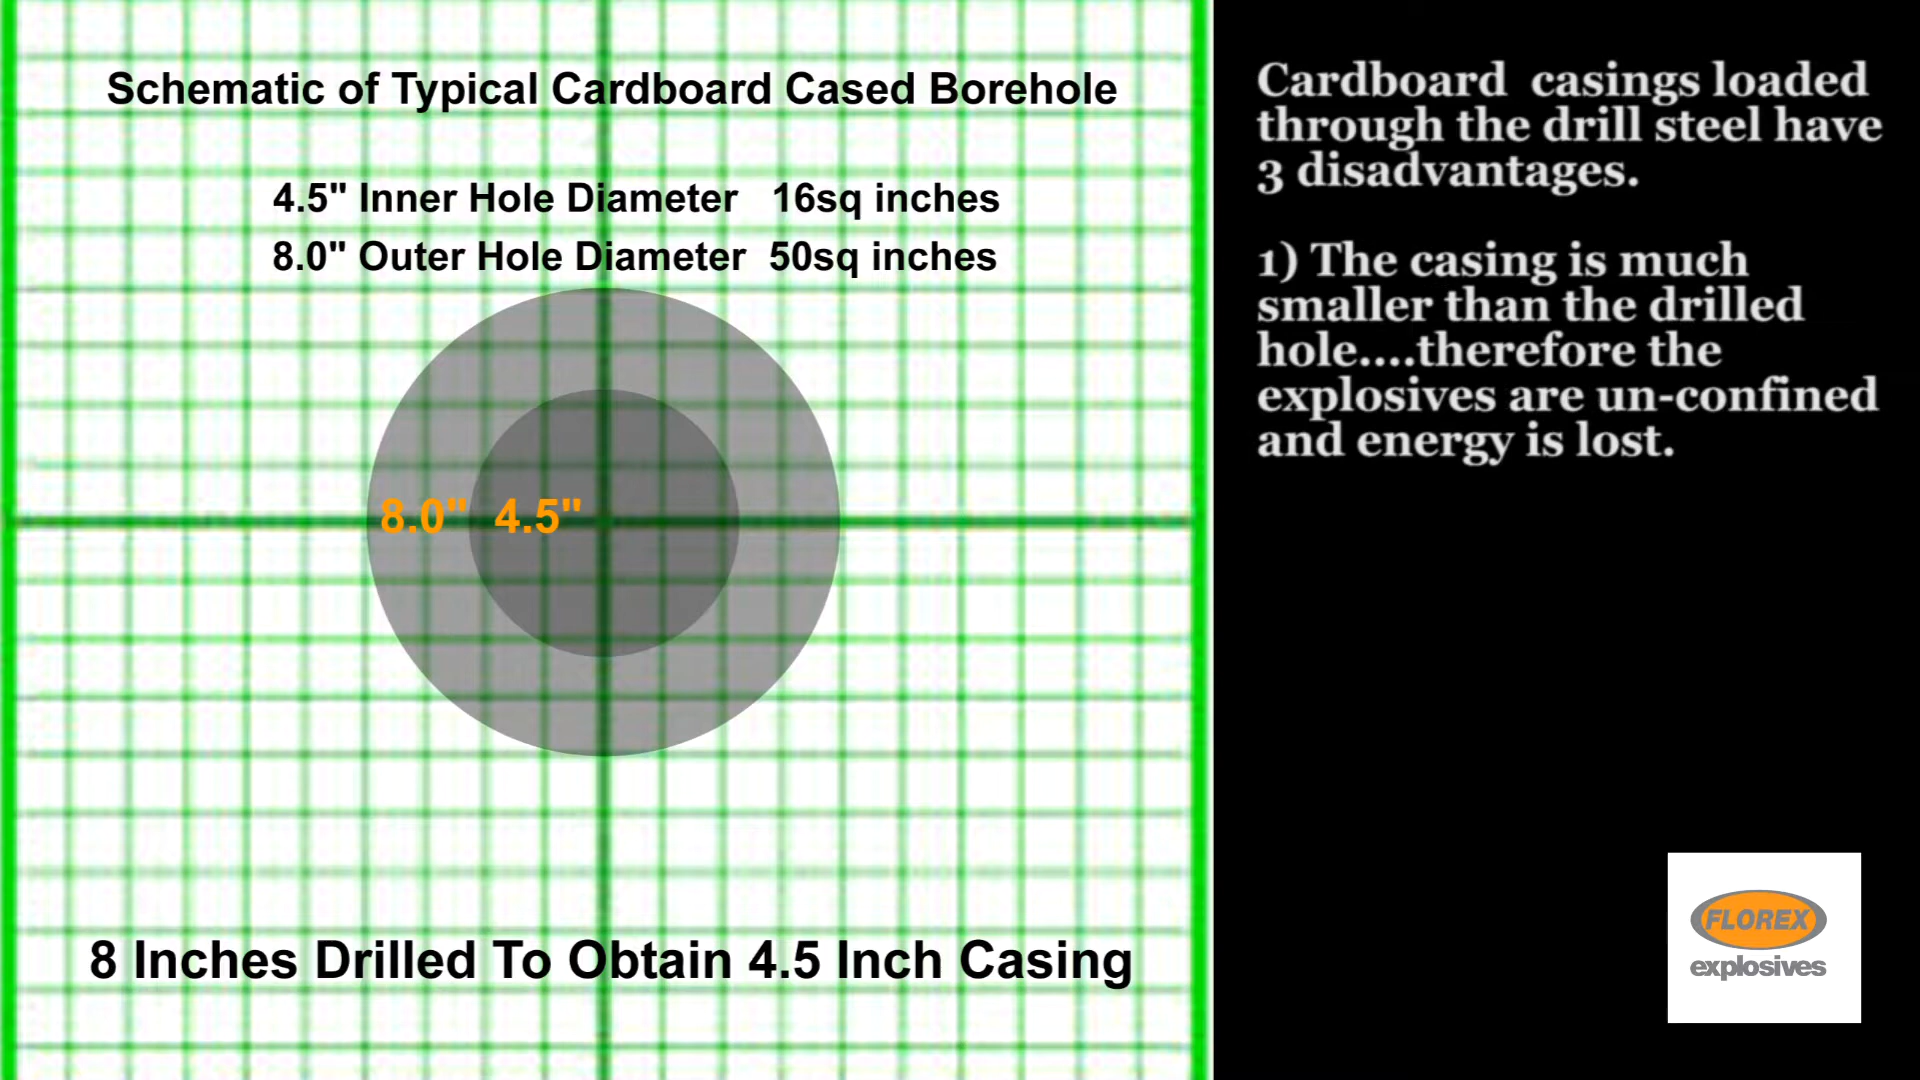 Schematic of Typical Cardboard Cased Borehole
4.5" Inner Hole Diameter 16sq inches
8.0" Outer Hole Diameter 50sq inches
8.0" 4.5"
8 Inches Drilled To Obtain 4.5 Inch Casing
Cardboard casings loaded
through the drill steel have
3 disadvantages.
1) The casing is much
smaller than the drilled
hole....therefore the
explosives are un-confined
and energy is lost.
FLOREX
explosives